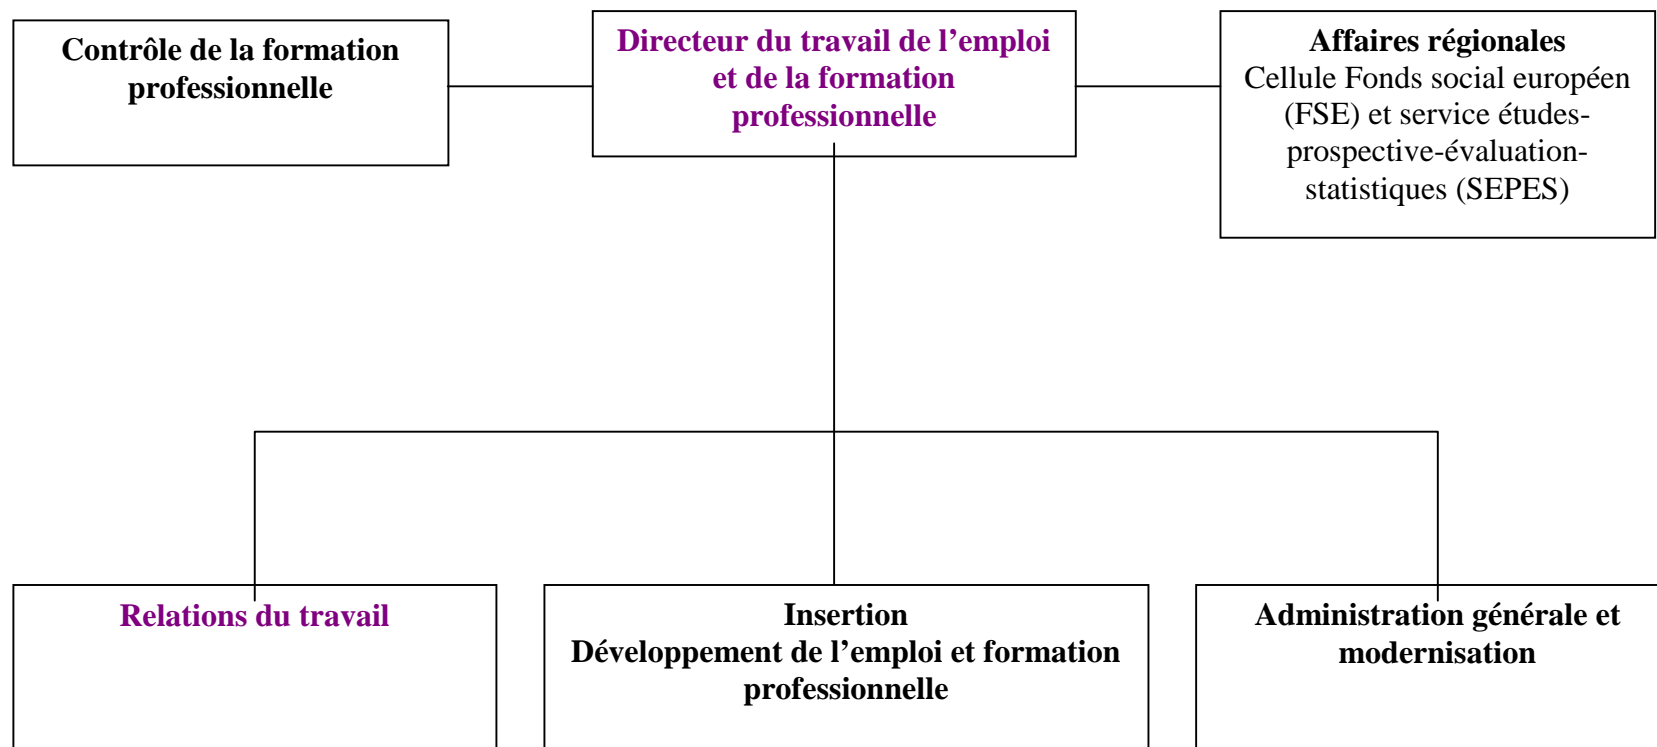 Contrôle de la formation
professionnelle
Directeur du travail de l’emploi
et de la formation
professionnelle
Affaires régionales
Cellule Fonds social européen
(FSE) et service études-
prospective-évaluation-
statistiques (SEPES)
Relations du travail
Insertion
Développement de l’emploi et formation
professionnelle
Administration générale et
modernisation